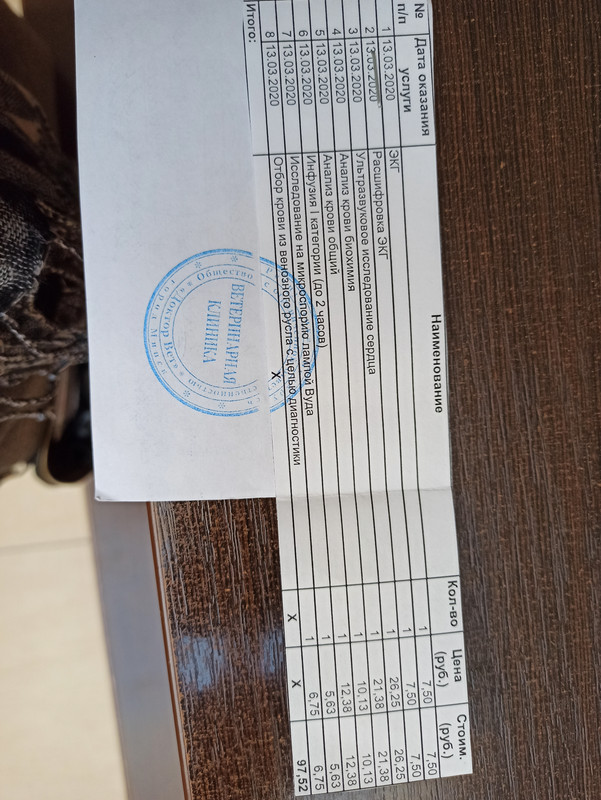 № п/п Дата оказания услуги Наименование Кол-во Цена (руб.) Стоим. (руб.)
1 13.03.2020 ЭКГ 1 7,50 7,50
2 13.03.2020 Расшифровка ЭКГ 1 7,50 7,50
3 13.03.2020 Ультразвуковое исследование сердца 1 26,25 26,25
4 13.03.2020 Анализ крови биохимия 1 21,38 21,38
5 13.03.2020 Анализ крови общий 1 10,13 10,13
6 13.03.2020 Инфузия I категории (до 2 часов) 1 12,38 12,38
7 13.03.2020 Исследование на микроспорию лампой Вуда 1 5,63 5,63
8 13.03.2020 Отбор крови из венозного русла с целью диагностики 1 6,75 6,75
Итого: X X X 97,52
ВЕТЕРИНАРНАЯ
КЛИНИКА
Общество
город Минск